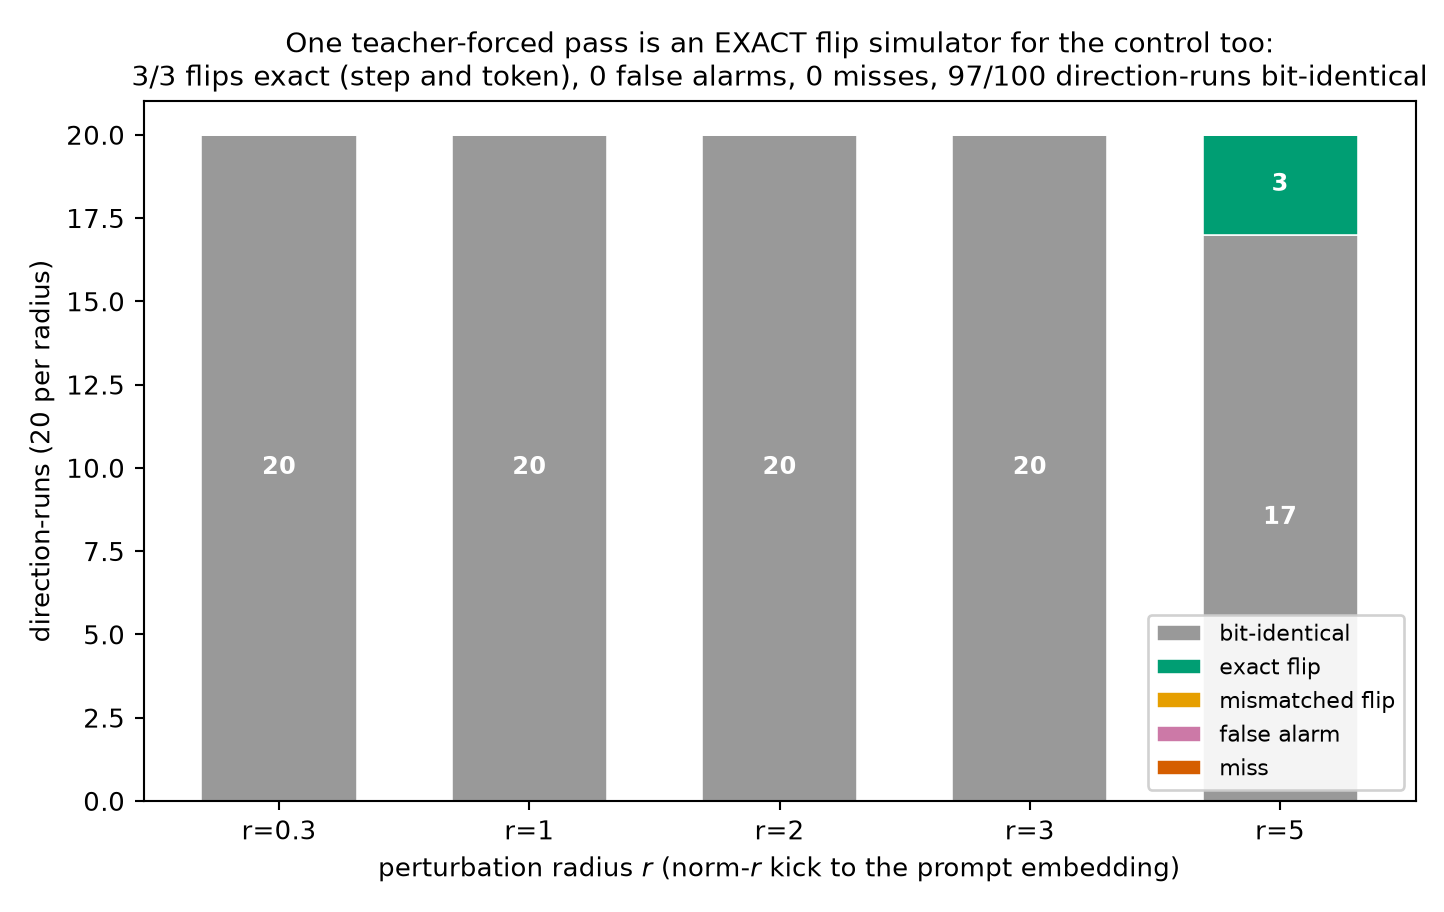 One teacher-forced pass is an EXACT flip simulator for the control too:
3/3 flips exact (step and token), 0 false alarms, 0 misses, 97/100 direction-runs bit-identical
direction-runs (20 per radius)
20.0
17.5
15.0
12.5
10.0
7.5
5.0
2.5
0.0
20
20
20
20
3
17
bit-identical
exact flip
mismatched flip
false alarm
miss
r=0.3
r=1
r=2
r=3
r=5
perturbation radius r (norm-r kick to the prompt embedding)